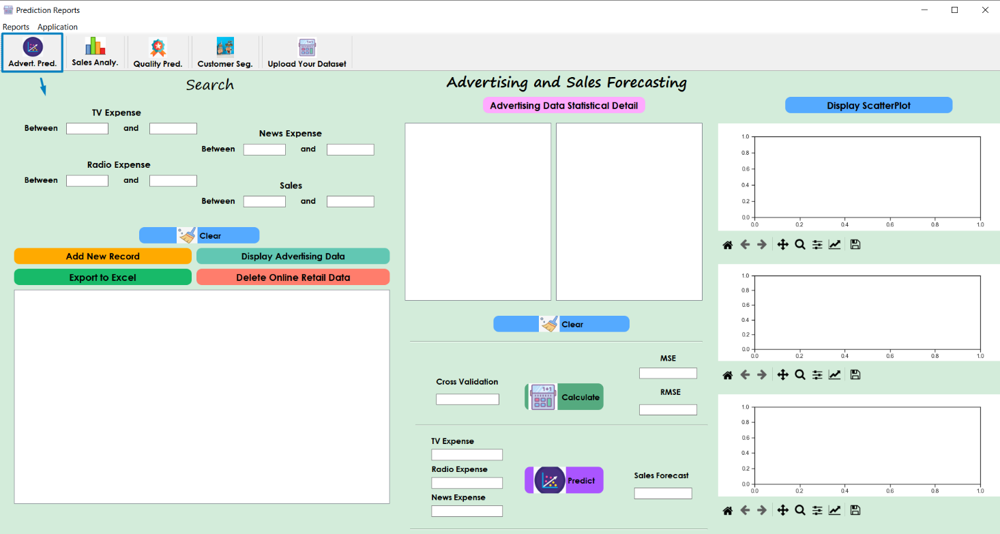 Prediction Reports
Reports Application
Advert. Pred. Sales Analy. Quality Pred. Customer Seg. Upload Your Dataset
Search
TV Expense
Between and
News Expense
Between and
Radio Expense
Between and
Sales
Between and
Clear
Add New Record Display Advertising Data
Export to Excel Delete Online Retail Data
Advertising and Sales Forecasting
Advertising Data Statistical Detail
Clear
Cross Validation
1+1
Calculate
MSE
RMSE
TV Expense
Radio Expense
News Expense
Predict
Sales Forecast
Display ScatterPlot
1.0
0.8
0.6
0.4
0.2
0.0
0.0 0.2 0.4 0.6 0.8 1.0
1.0
0.8
0.6
0.4
0.2
0.0
0.0 0.2 0.4 0.6 0.8 1.0
1.0
0.8
0.6
0.4
0.2
0.0
0.0 0.2 0.4 0.6 0.8 1.0